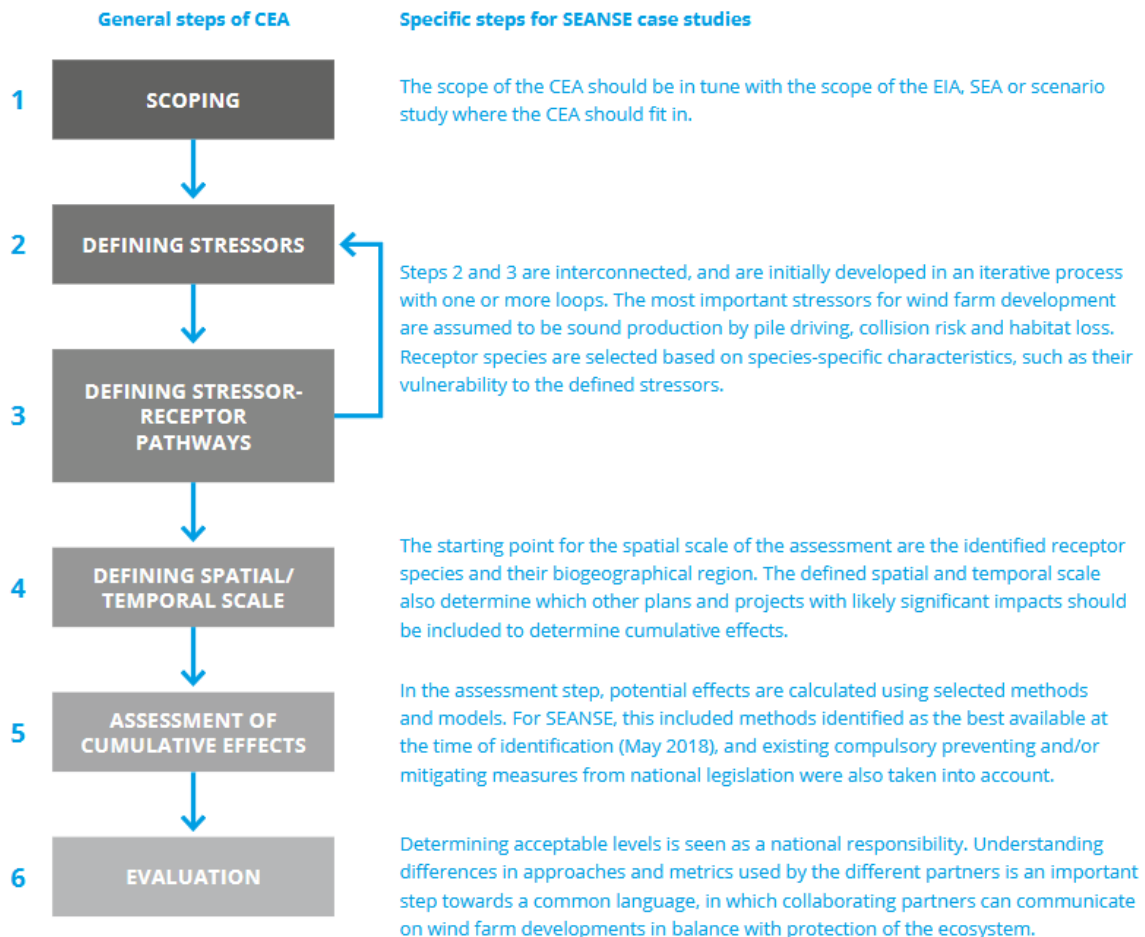 General steps of CEA
Specific steps for SEANSE case studies
1
SCOPING
The scope of the CEA should be in tune with the scope of the EIA, SEA or scenario
study where the CEA should fit in.
2
DEFINING STRESSORS
Steps 2 and 3 are interconnected, and are initially developed in an iterative process
with one or more loops. The most important stressors for wind farm development
are assumed to be sound production by pile driving, collision risk and habitat loss.
Receptor species are selected based on species-specific characteristics, such as their
vulnerability to the defined stressors.
3
DEFINING STRESSOR-
RECEPTOR
PATHWAYS
4
DEFINING SPATIAL/
TEMPORAL SCALE
The starting point for the spatial scale of the assessment are the identified receptor
species and their biogeographical region. The defined spatial and temporal scale
also determine which other plans and projects with likely significant impacts should
be included to determine cumulative effects.
5
ASSESSMENT OF
CUMULATIVE EFFECTS
In the assessment step, potential effects are calculated using selected methods
and models. For SEANSE, this included methods identified as the best available at
the time of identification (May 2018), and existing compulsory preventing and/or
mitigating measures from national legislation were also taken into account.
6
EVALUATION
Determining acceptable levels is seen as a national responsibility. Understanding
differences in approaches and metrics used by the different partners is an important
step towards a common language, in which collaborating partners can communicate
on wind farm developments in balance with protection of the ecosystem.